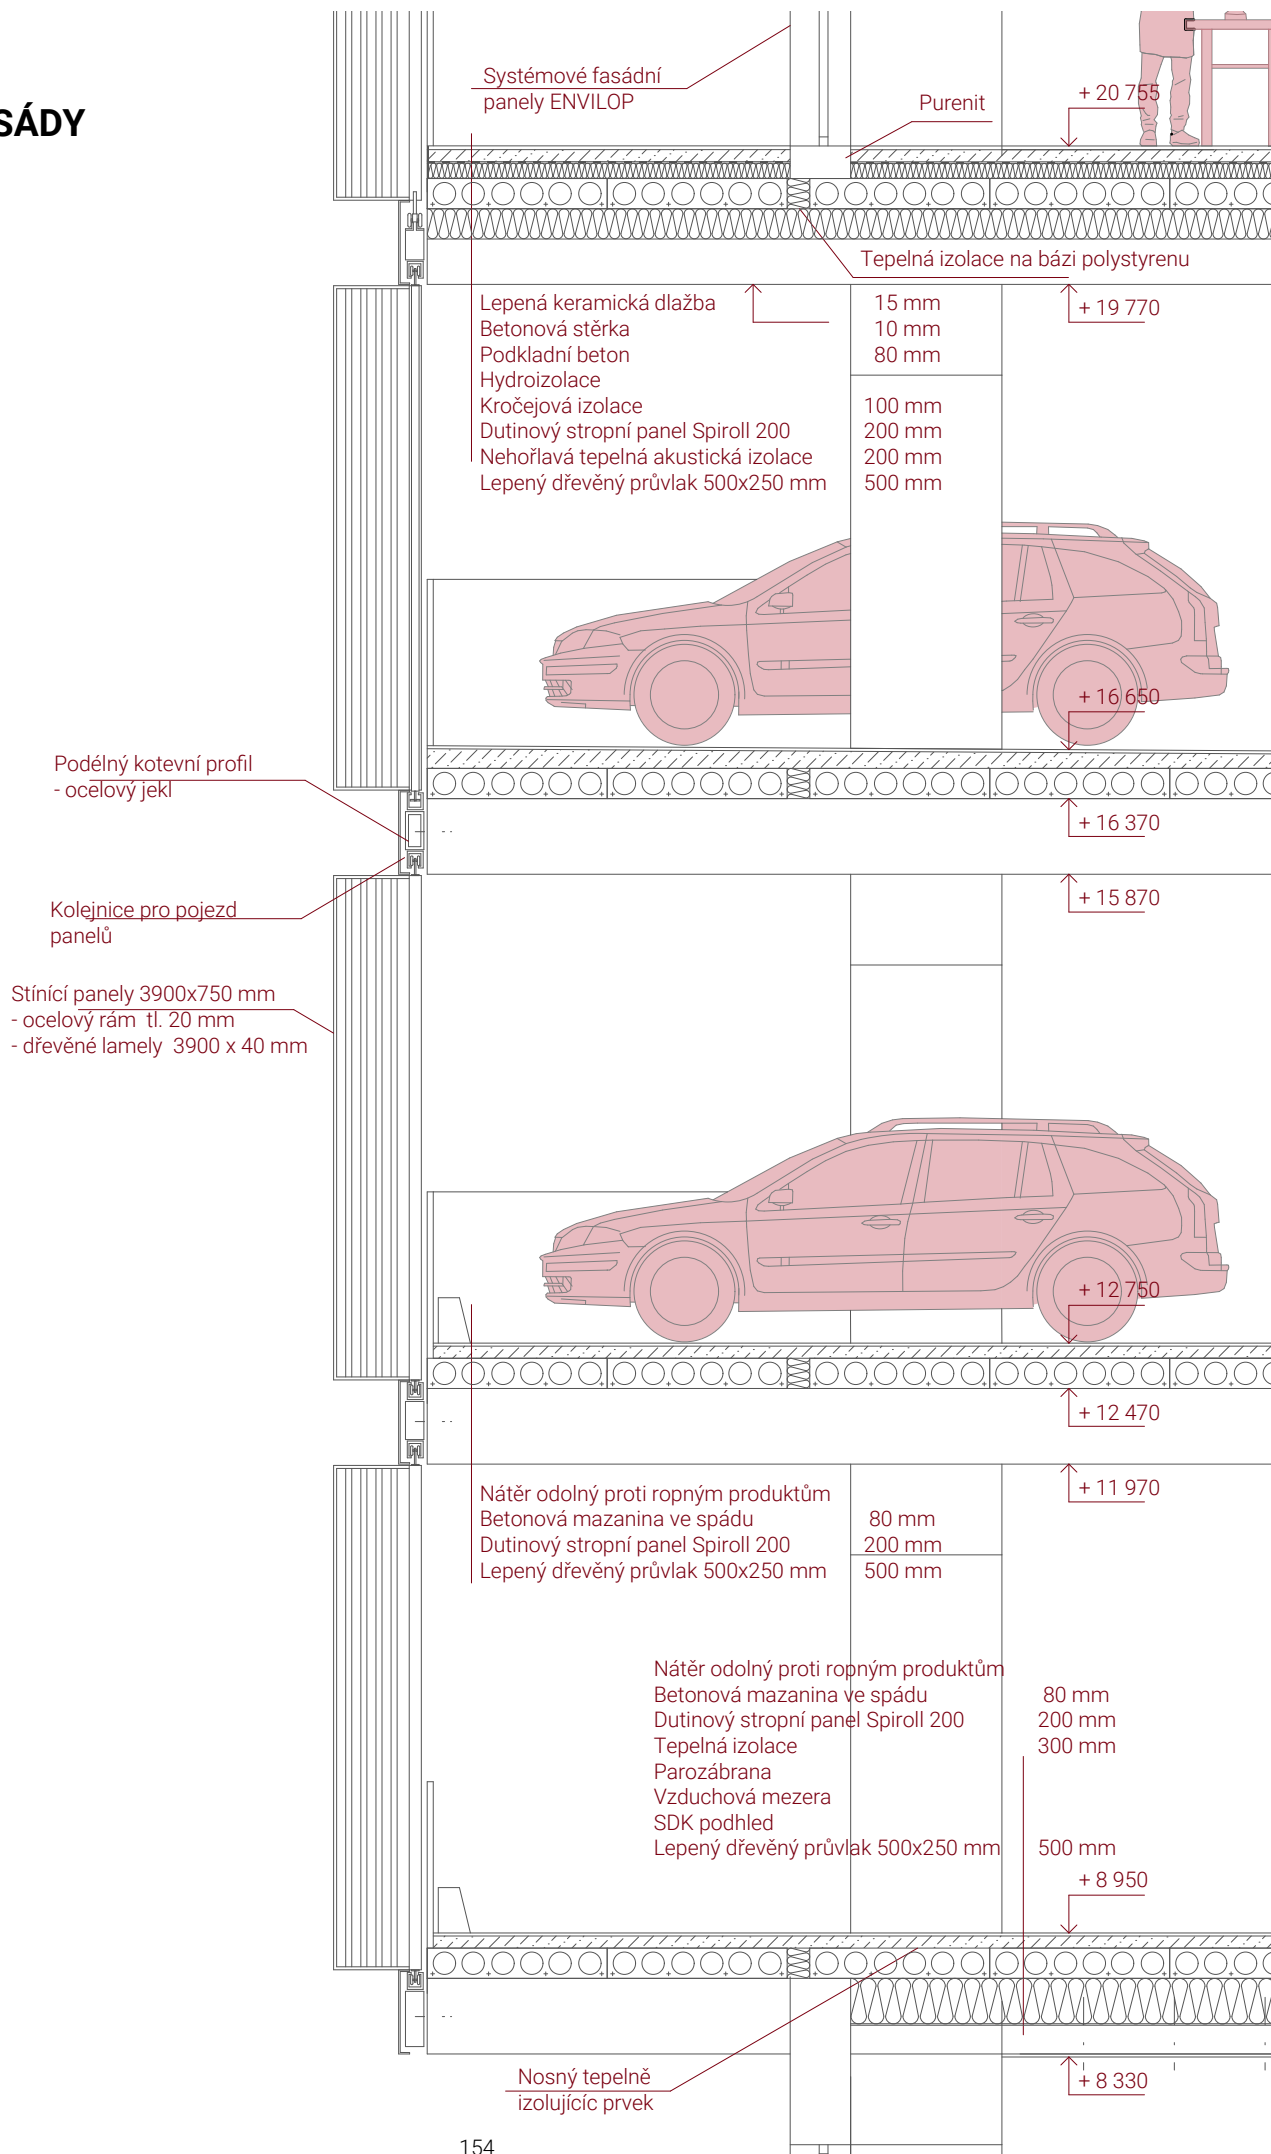 SÁDY
Systémové fasádní
panely ENVILOP
Purenit
+ 20 755
Tepelná izolace na bázi polystyrenu
+ 19 770
Lepená keramická dlažba 15 mm
Betonová stěrka 10 mm
Podkladní beton 80 mm
Hydroizolace
Kročejová izolace 100 mm
Dutinový stropní panel Spiroll 200 200 mm
Nehořlavá tepelná akustická izolace 200 mm
Lepený dřevěný průvlak 500x250 mm 500 mm
+ 16 650
Podélný kotevní profil
- ocelový jekl
+ 16 370
+ 15 870
Kolejnice pro pojezd
panelů
Stínící panely 3900x750 mm
- ocelový rám tl. 20 mm
- dřevěné lamely 3900 x 40 mm
+ 12 750
+ 12 470
+ 11 970
Nátěr odolný proti ropným produktům
Betonová mazanina ve spádu 80 mm
Dutinový stropní panel Spiroll 200 200 mm
Lepený dřevěný průvlak 500x250 mm 500 mm
Nátěr odolný proti ropným produktům
Betonová mazanina ve spádu 80 mm
Dutinový stropní panel Spiroll 200 200 mm
Tepelná izolace 300 mm
Parozábrana
Vzduchová mezera
SDK podhled
Lepený dřevěný průvlak 500x250 mm 500 mm
+ 8 950
Nosný tepelně
izolujícíc prvek
+ 8 330
154